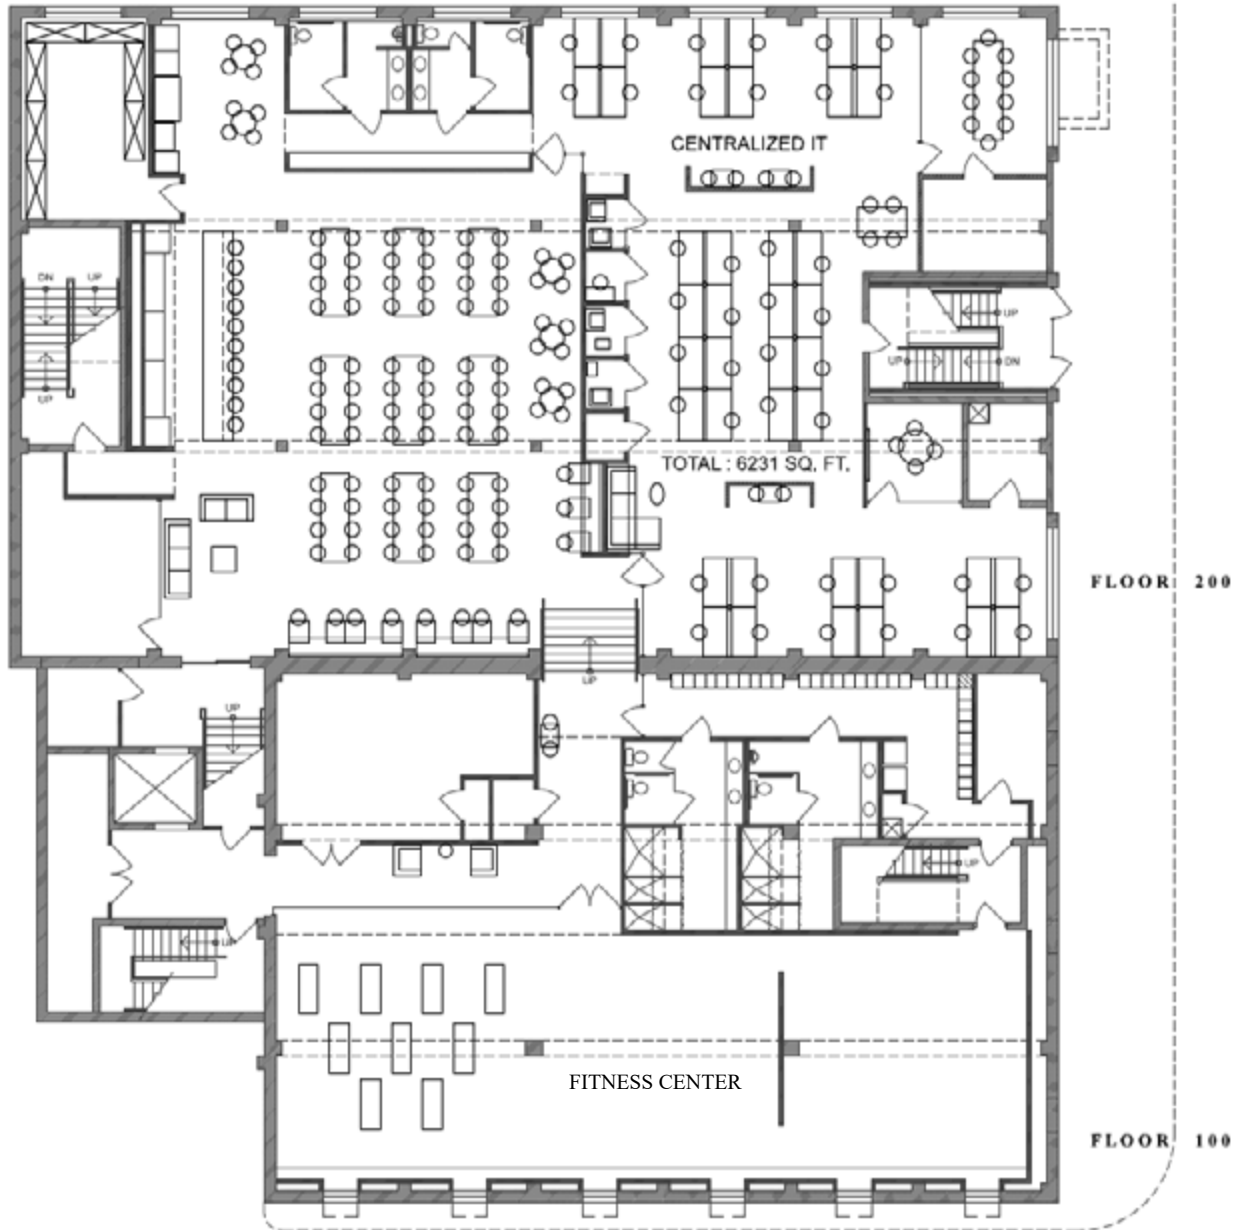 CENTRALIZED IT
DN UP
UP
UP
UP DN
TOTAL : 6231 SQ. FT.
FLOOR 200
UP
UP
UP
UP
FITNESS CENTER
FLOOR 100